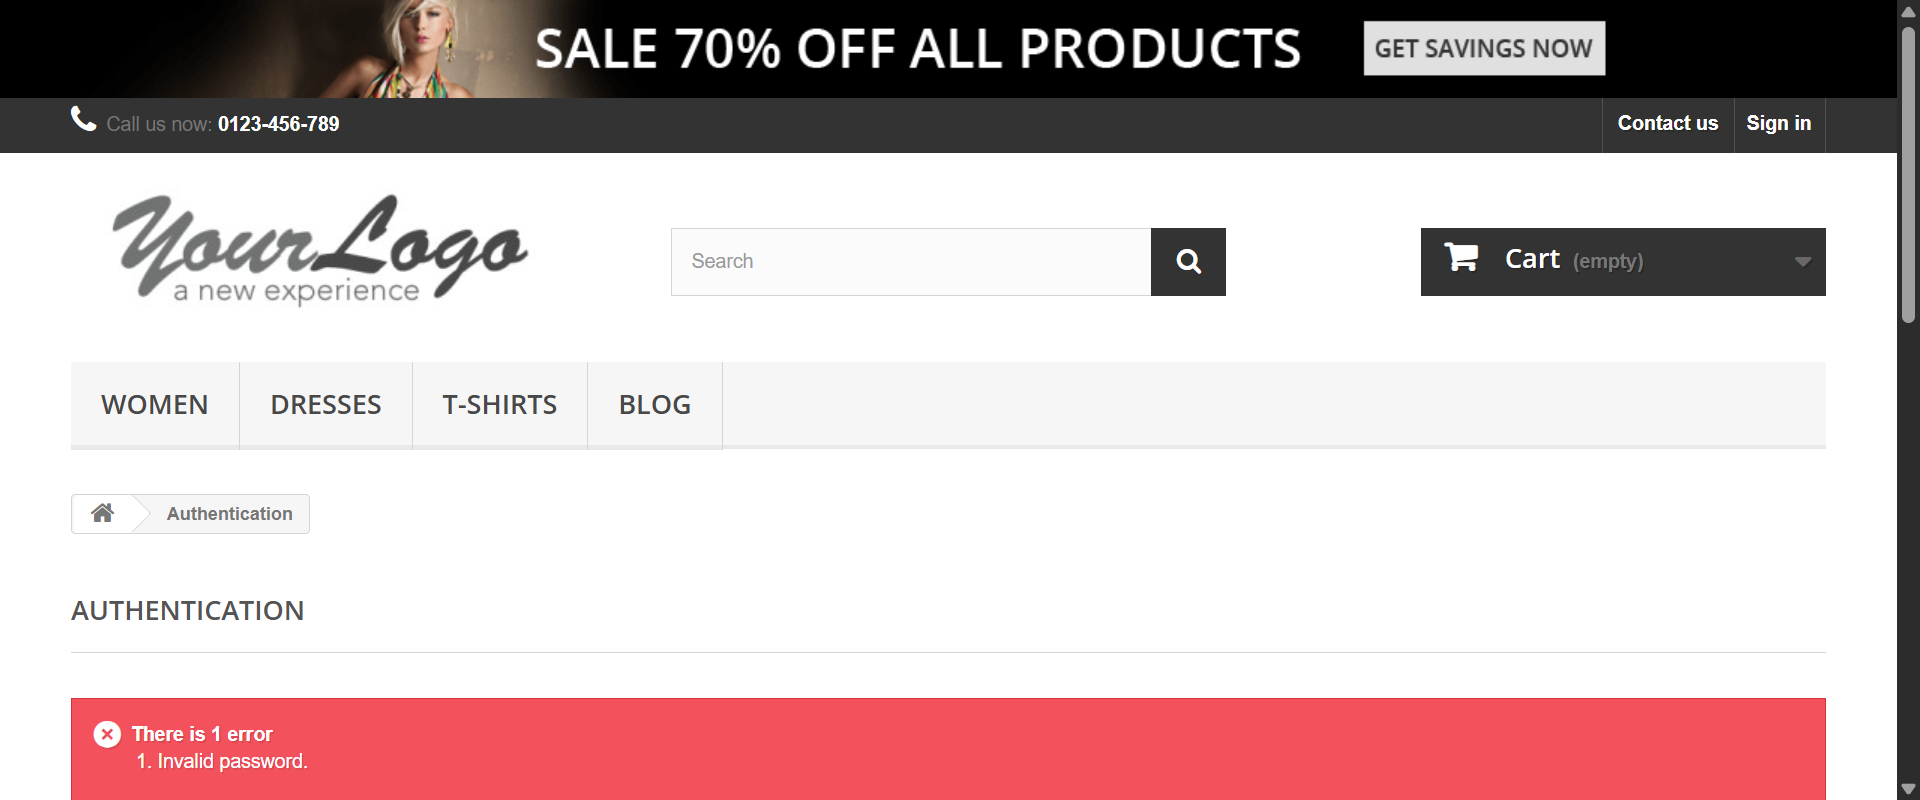 SALE 70% OFF ALL PRODUCTS GET SAVINGS NOW
Call us now: 0123-456-789 Contact us Sign in
YourLogo
a new experience
Search
Cart (empty)
WOMEN DRESSES T-SHIRTS BLOG
Authentication
AUTHENTICATION
There is 1 error
1. Invalid password.